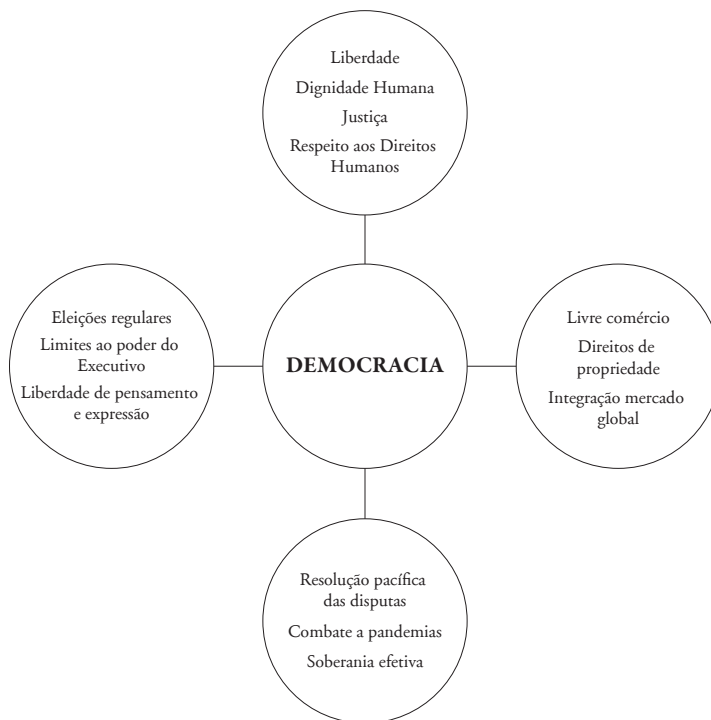 Liberdade
Dignidade Humana
Justiça
Respeito aos Direitos
Humanos
Eleições regulares
Limites ao poder do
Executivo
Liberdade de pensamento
e expressão
DEMOCRACIA
Livre comércio
Direitos de
propriedade
Integração mercado
global
Resolução pacífica
das disputas
Combate a pandemias
Soberania efetiva